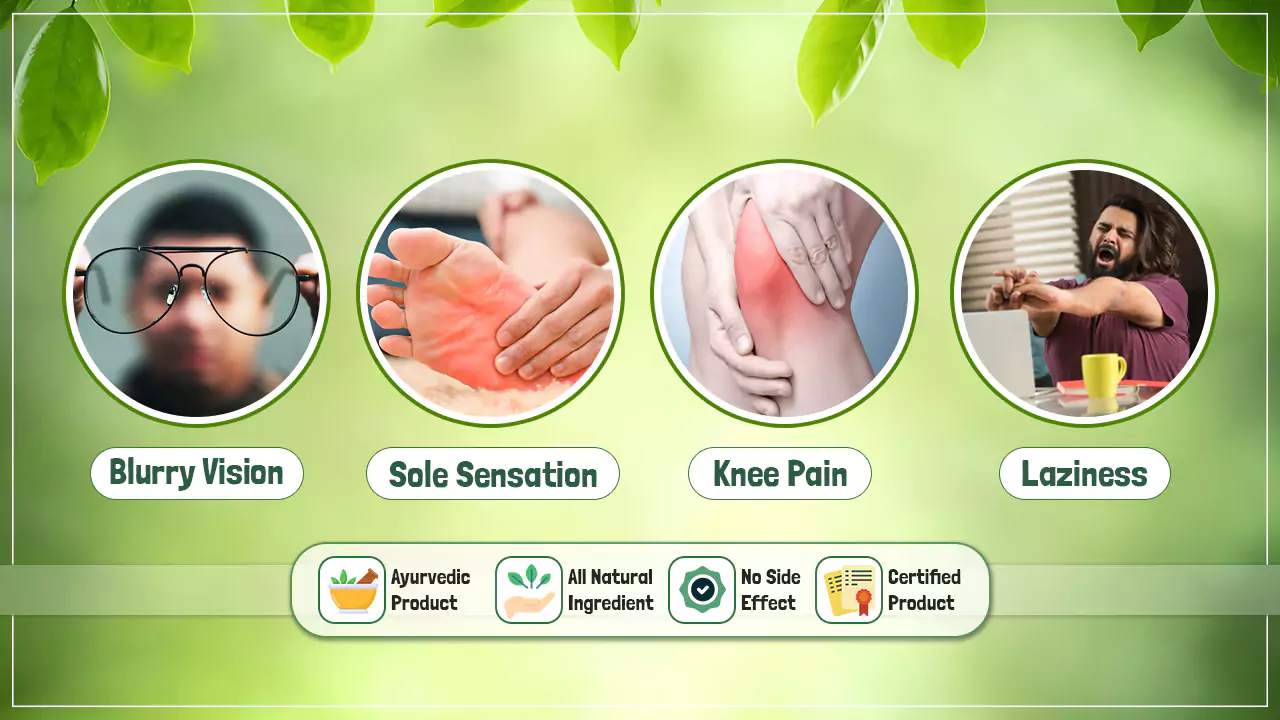 Blurry Vision
Sole Sensation
Knee Pain
Laziness
Ayurvedic
Product
All Natural
Ingredient
No Side
Effect
Certified
Product